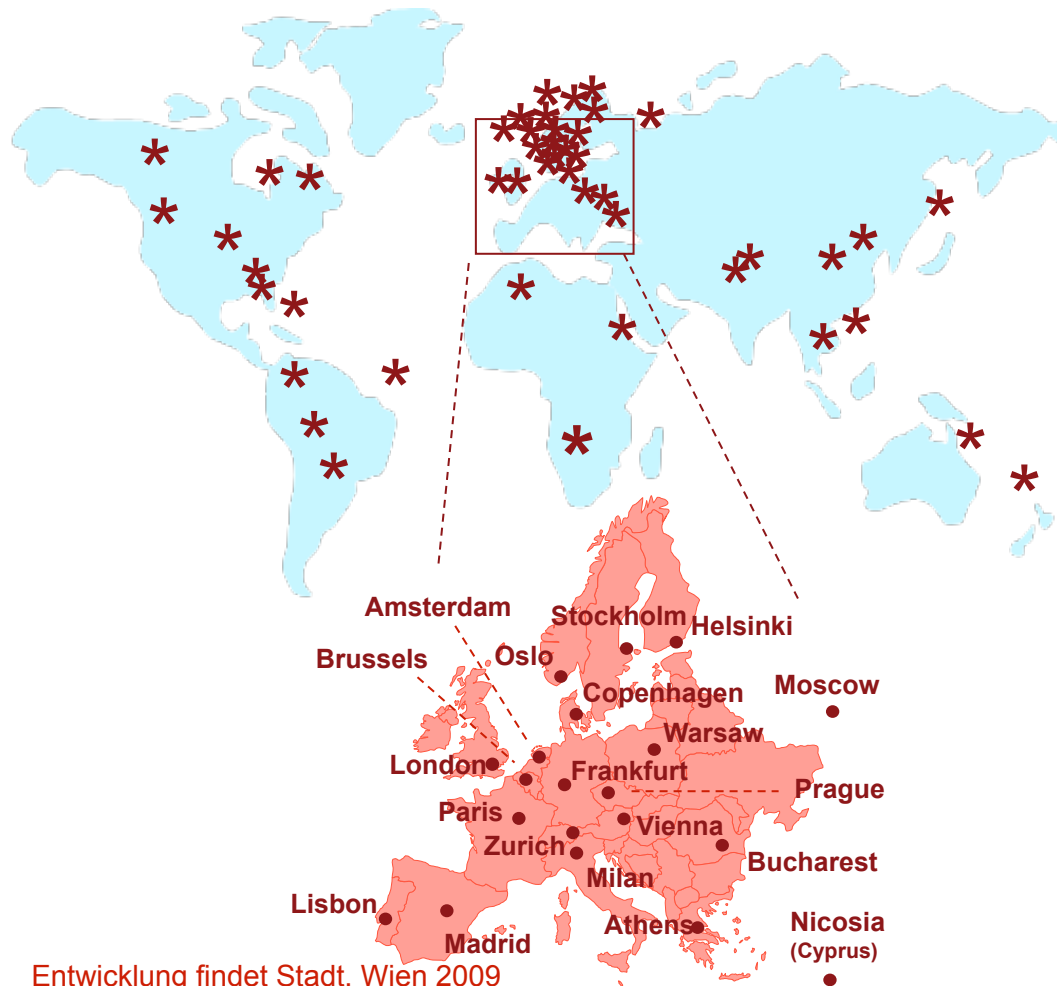 Amsterdam
Stockholm
Helsinki
Brussels
Oslo
Moscow
Copenhagen
Warsaw
London
Frankfurt
Prague
Paris
Vienna
Zurich
Bucharest
Milan
Lisbon
Athens
Nicosia
(Cyprus)
Madrid
Entwicklung findet Stadt, Wien 2009